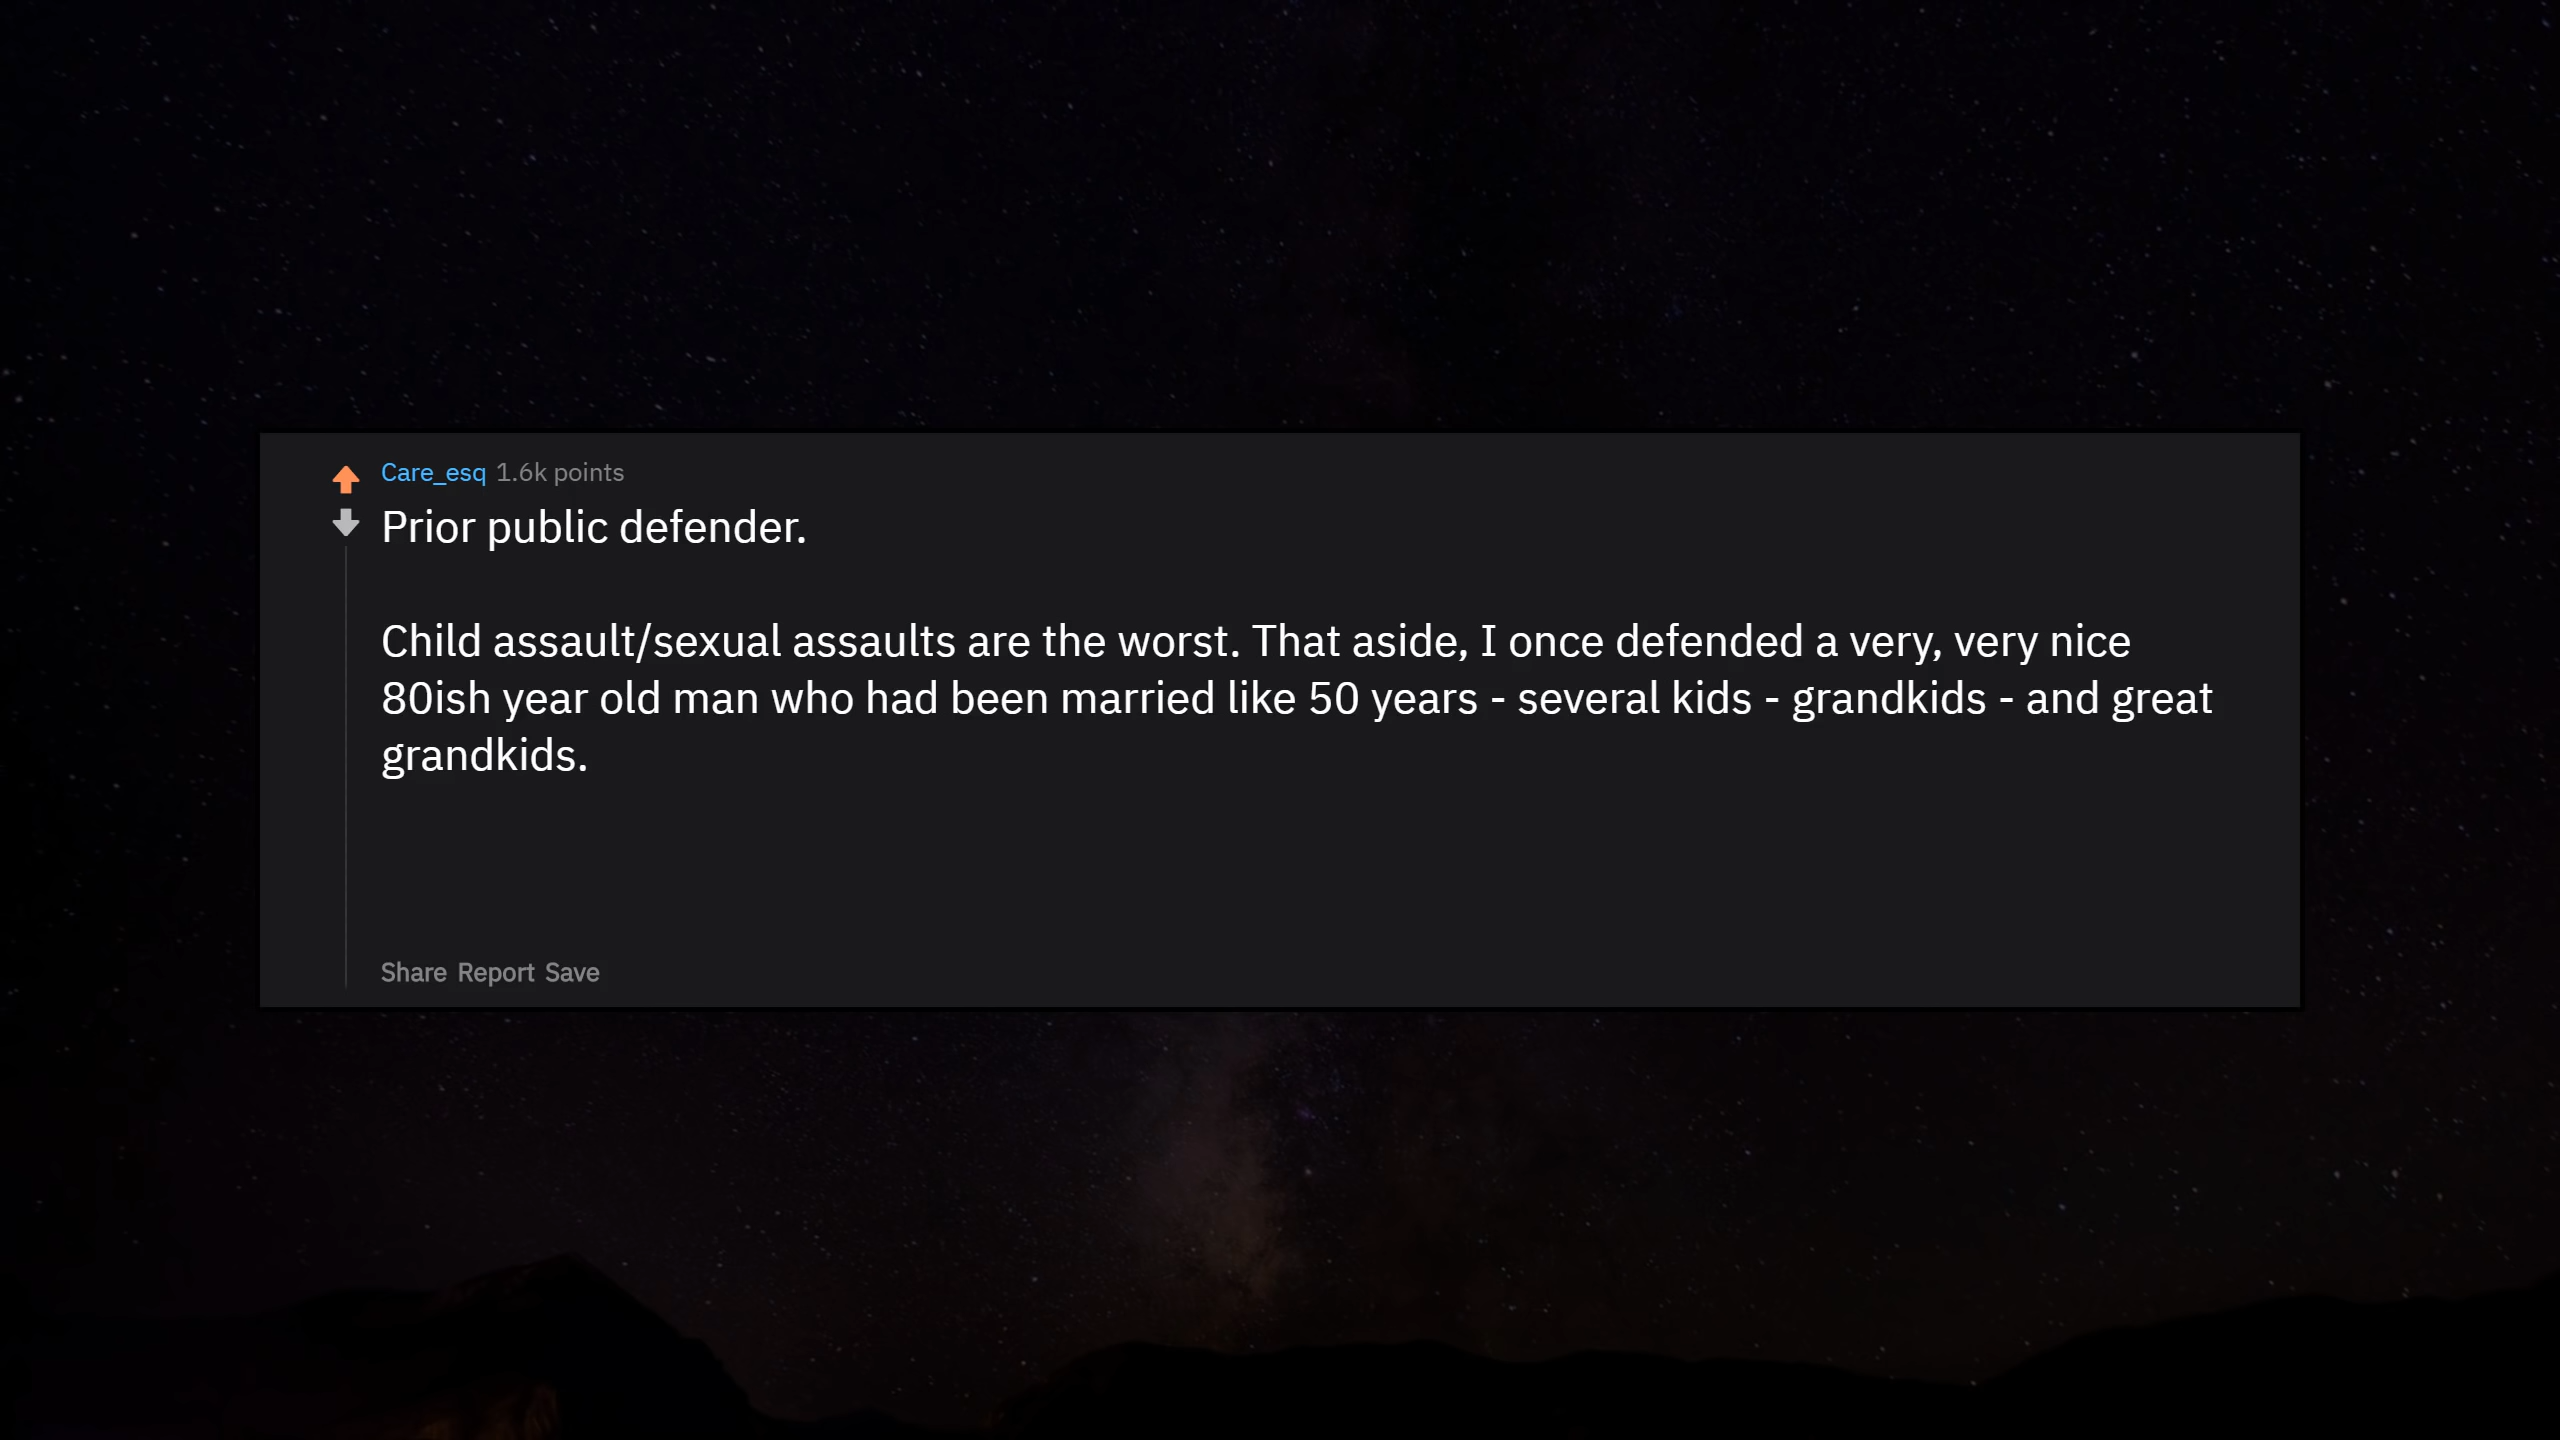 Care_esq 1.6k points
Prior public defender.
Child assault/sexual assaults are the worst. That aside, I once defended a very, very nice
80ish year old man who had been married like 50 years - several kids - grandkids - and great
grandkids.
Share Report Save